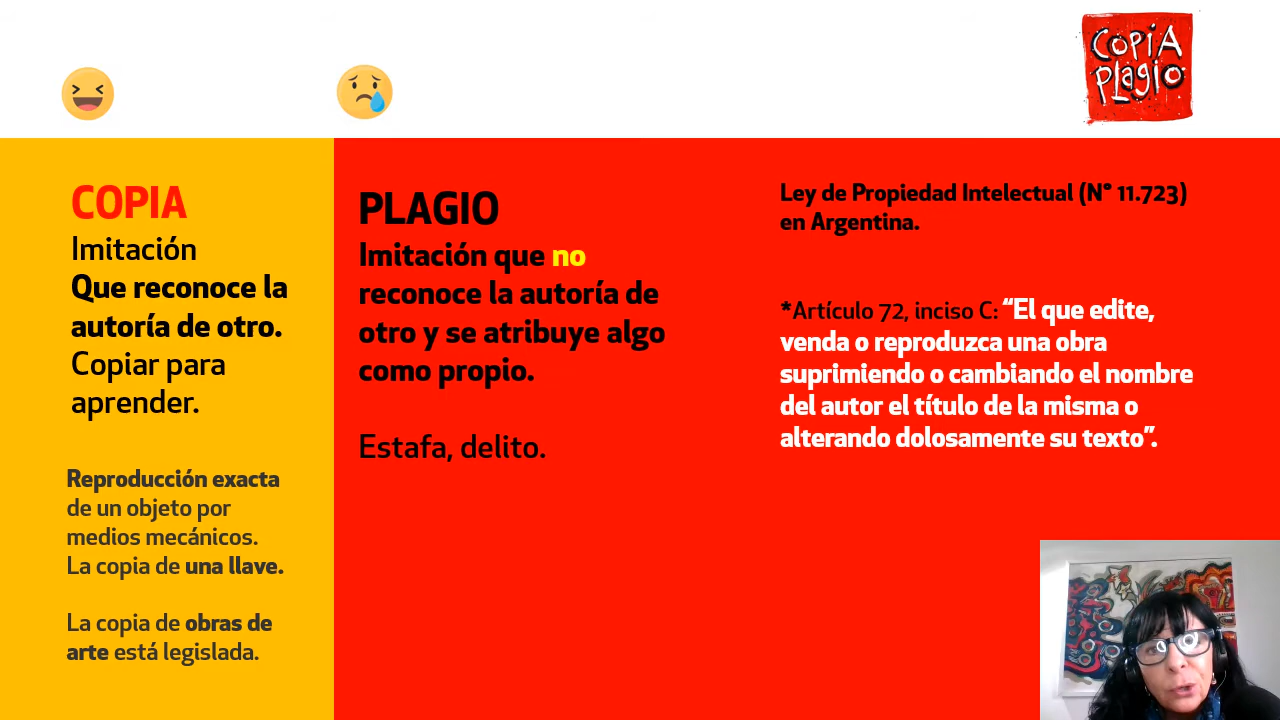 COPIA
PLagio
COPIA
Imitación
Que reconoce la
autoría de otro.
Copiar para
aprender.
Reproducción exacta
de un objeto por
medios mecánicos.
La copia de una llave.
La copia de obras de
arte está legislada.
PLAGIO
Imitación que no
reconoce la autoría de
otro y se atribuye algo
como propio.
Estafa, delito.
Ley de Propiedad Intelectual (N° 11.723)
en Argentina.
*Artículo 72, inciso C: “El que edite,
venda o reproduzca una obra
suprimiendo o cambiando el nombre
del autor el título de la misma o
alterando dolosamente su texto”.